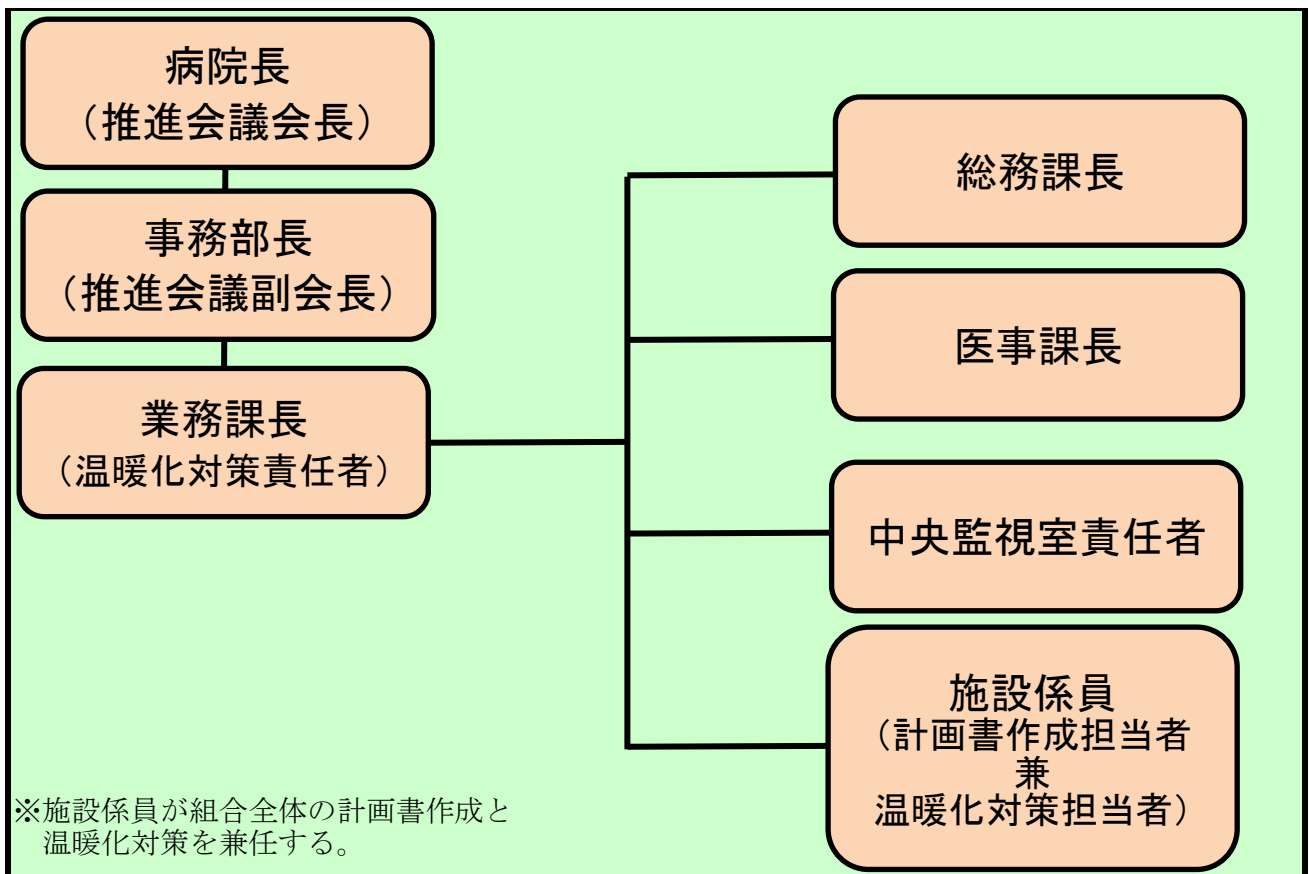 病院長
（推進会議会長）
事務部長
（推進会議副会長）
業務課長
（温暖化対策責任者）
総務課長
医事課長
中央監視室責任者
施設係員
（計画書作成担当者
兼
温暖化対策担当者）
※施設係員が組合全体の計画書作成と
温暖化対策を兼任する。